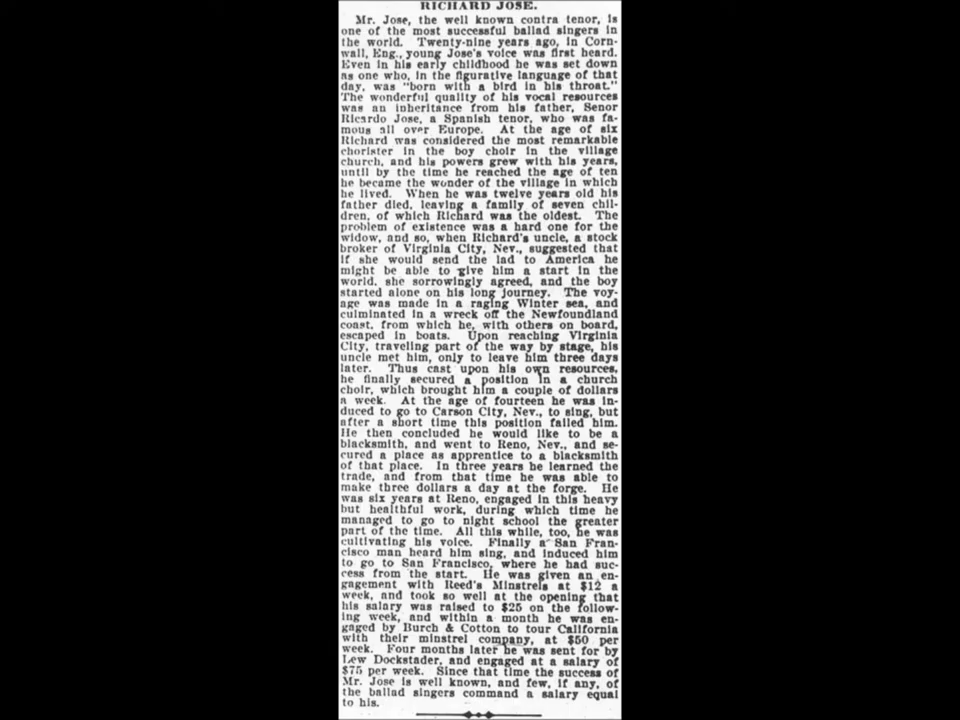 RICHARD JOSE.
Mr. Jose, the well known contra tenor, is
one of the most successful ballad singers in
the world. Twenty-nine years ago, in Corn-
wall, Eng., young Jose's voice was first heard.
Even in his early childhood he was set down
as one who, in the figurative language of that
day, was "born with a bird in his throat."
The wonderful quality of his vocal resources
was an inheritance from his father, Senor
Ricardo Jose, a Spanish tenor, who was fa-
mous all over Europe. At the age of six
Richard was considered the most remarkable
chorister in the boy choir in the village
church, and his powers grew with his years,
until by the time he reached the age of ten
he became the wonder of the village in which
he lived. When he was twelve years old his
father died, leaving a family of seven chil-
dren, of which Richard was the oldest. The
problem of existence was a hard one for the
widow, and so, when Richard's uncle, a stock
broker of Virginia City, Nev., suggested that
if she would send the lad to America he
might be able to give him a start in the
world, she sorrowingly agreed, and the boy
started alone on his long journey. The voy-
age was made in a raging Winter sea, and
culminated in a wreck off the Newfoundland
coast, from which he, with others on board,
escaped in boats. Upon reaching Virginia
City, traveling part of the way by stage, his
uncle met him, only to leave him three days
later. Thus cast upon his own resources,
he finally secured a position in a church
choir, which brought him a couple of dollars
a week. At the age of fourteen he was in-
duced to go to Carson City, Nev., to sing, but
after a short time this position failed him.
He then concluded he would like to be a
blacksmith, and went to Reno, Nev., and se-
cured a place as apprentice to a blacksmith
of that place. In three years he learned the
trade, and from that time he was able to
make three dollars a day at the forge. He
was six years at Reno, engaged in this heavy
but healthful work, during which time he
managed to go to night school the greater
part of the time. All this while, too, he was
cultivating his voice. Finally a San Fran-
cisco man heard him sing, and induced him
to go to San Francisco, where he had suc-
cess from the start. He was given an en-
gagement with Reed's Minstrels at $12 a
week, and took so well at the opening that
his salary was raised to $25 on the follow-
ing week, and within a month he was en-
gaged by Burch & Cotton to tour California
with their minstrel company, at $50 per
week. Four months later he was sent for by
Lew Dockstader, and engaged at a salary of
$75 per week. Since that time the success of
Mr. Jose is well known, and few, if any, of
the ballad singers command a salary equal
to his.